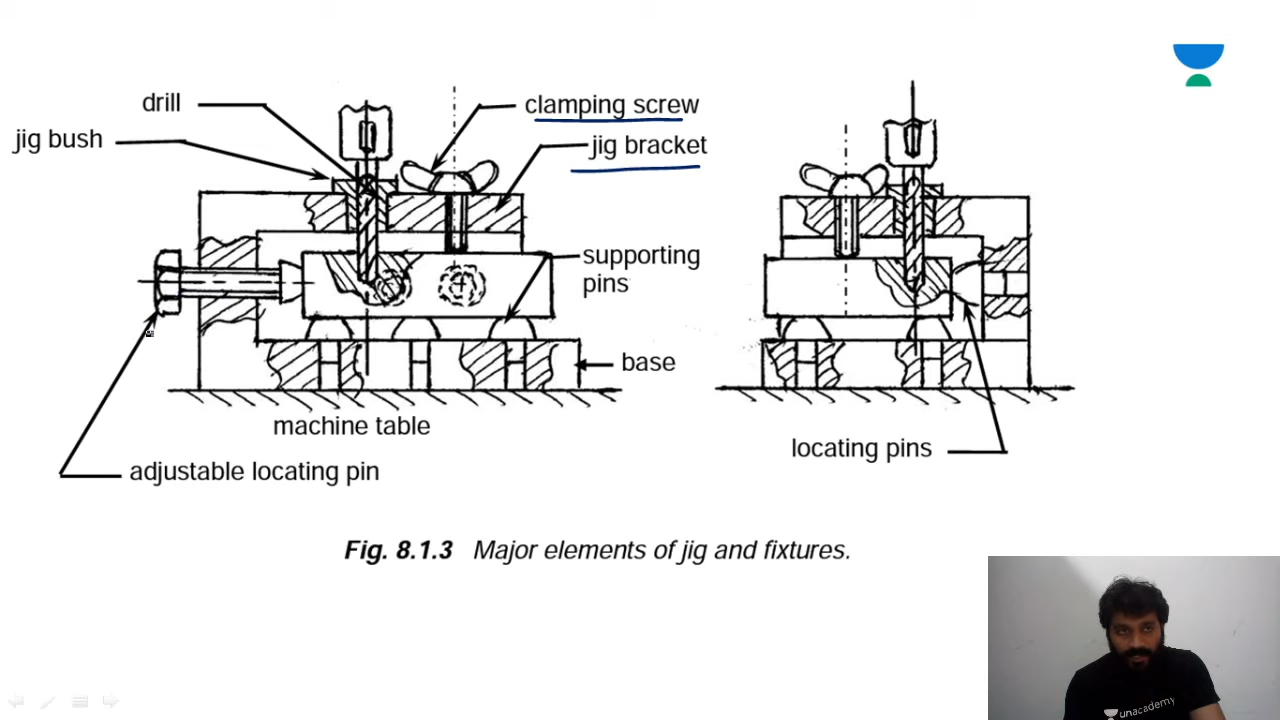 drill
clamping screw
jig bush
jig bracket
supporting
pins
base
machine table
adjustable locating pin
locating pins
Fig. 8.1.3 Major elements of jig and fixtures.
unacademy